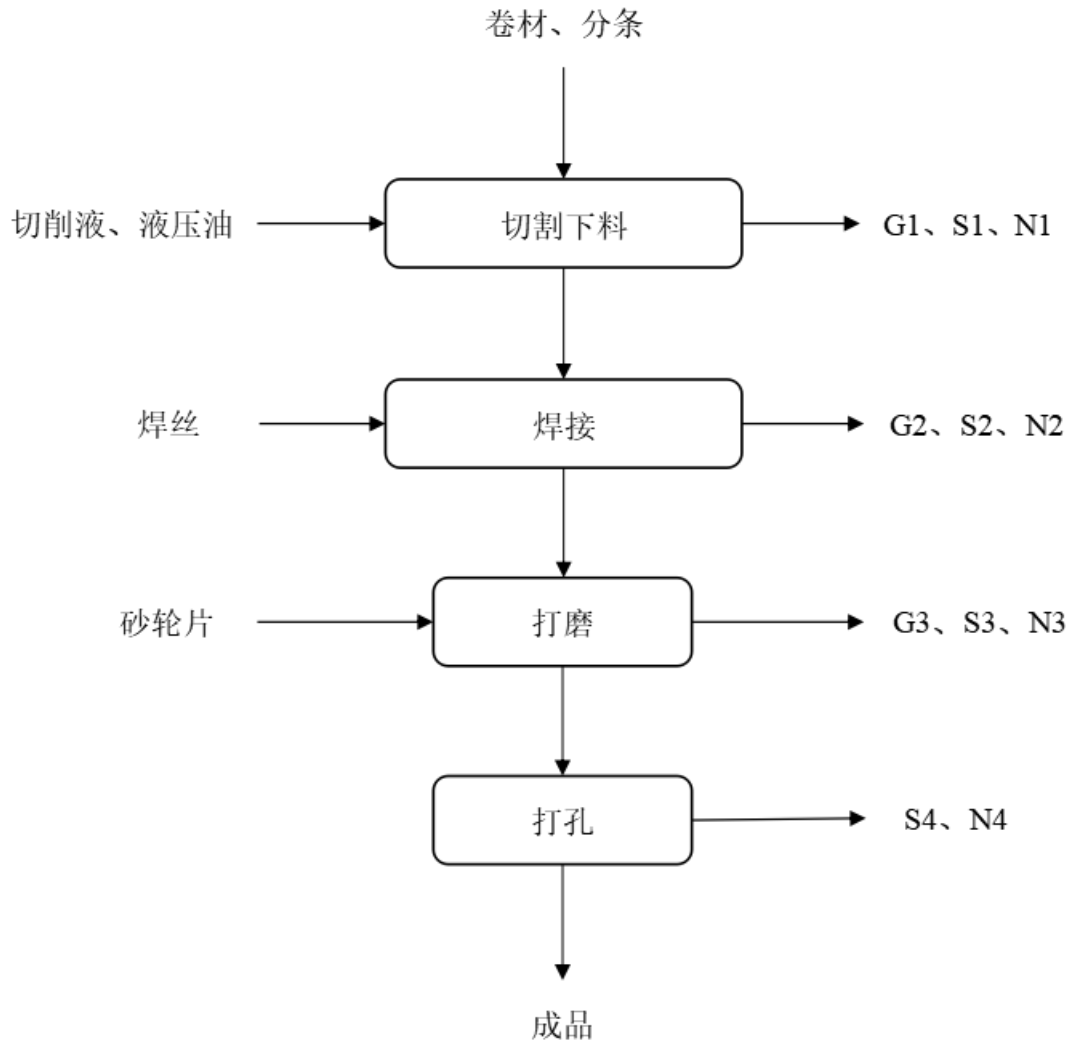 卷材、分条
切削液、液压油
切割下料
G1、S1、N1
焊丝
焊接
G2、S2、N2
砂轮片
打磨
G3、S3、N3
打孔
S4、N4
成品